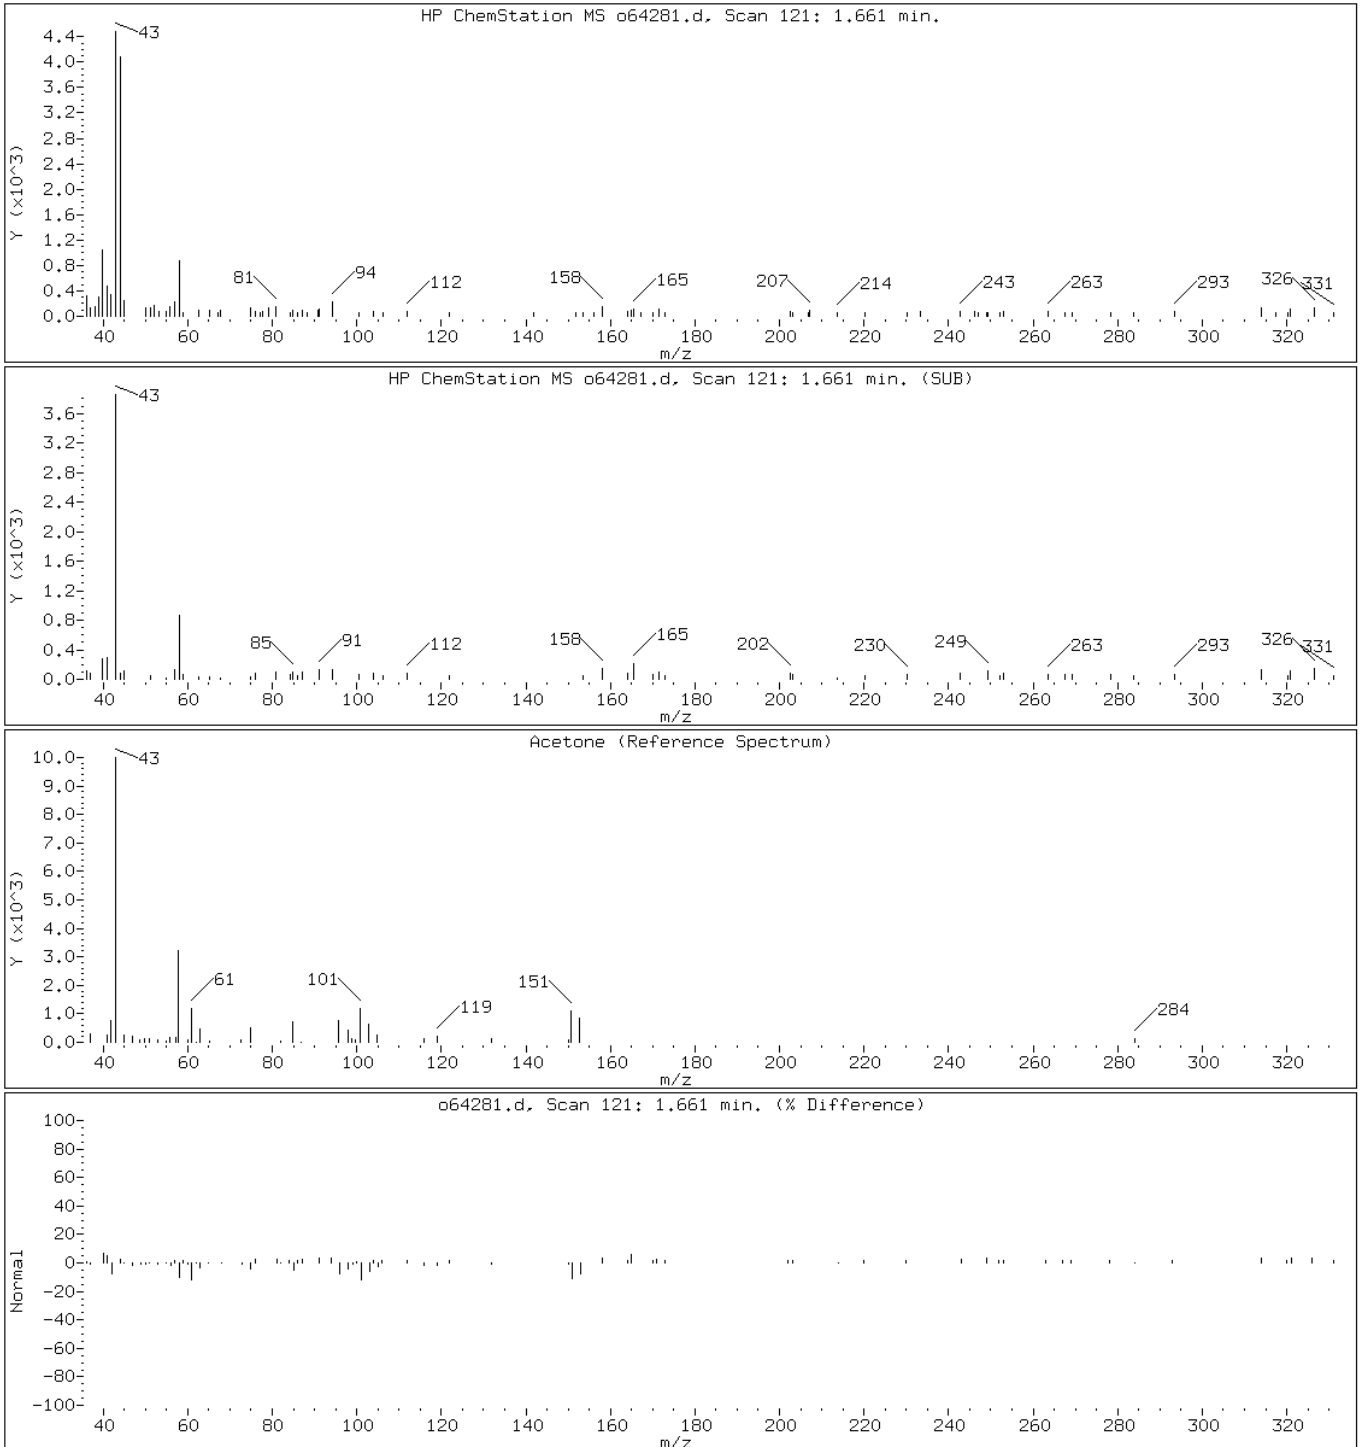 HP ChemStation MS o64281.d, Scan 121: 1.661 min.
43
4.4
4.0
3.6
3.2
2.8
2.4
2.0
1.6
1.2
0.8
0.4
0.0
Y (x10^3)
81 94 112 158 165 207 214 243 263 293 326 331
40 60 80 100 120 140 160 180 200 220 240 260 280 300 320
m/z
HP ChemStation MS o64281.d, Scan 121: 1.661 min. (SUB)
43
3.6
3.2
2.8
2.4
2.0
1.6
1.2
0.8
0.4
0.0
Y (x10^3)
85 91 112 158 165 202 230 249 263 293 326 331
40 60 80 100 120 140 160 180 200 220 240 260 280 300 320
m/z
Acetone (Reference Spectrum)
43
10.0
9.0
8.0
7.0
6.0
5.0
4.0
3.0
2.0
1.0
0.0
Y (x10^3)
61 101 119 151 284
40 60 80 100 120 140 160 180 200 220 240 260 280 300 320
m/z
o64281.d, Scan 121: 1.661 min. (% Difference)
100
80
60
40
20
0
-20
-40
-60
-80
-100
Normal
40 60 80 100 120 140 160 180 200 220 240 260 280 300 320
m/z